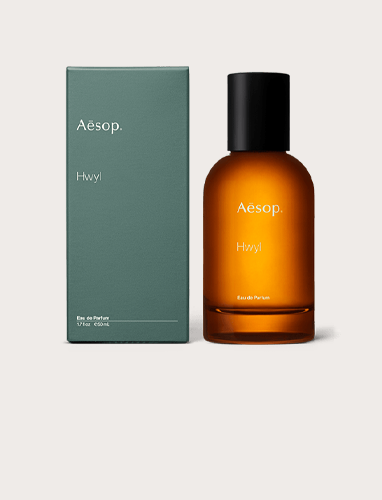 Aēsop.
Hwyl
Eau de Parfum
1.7 fl oz ℮ 50 mL
Aēsop.
Hwyl
Eau de Parfum